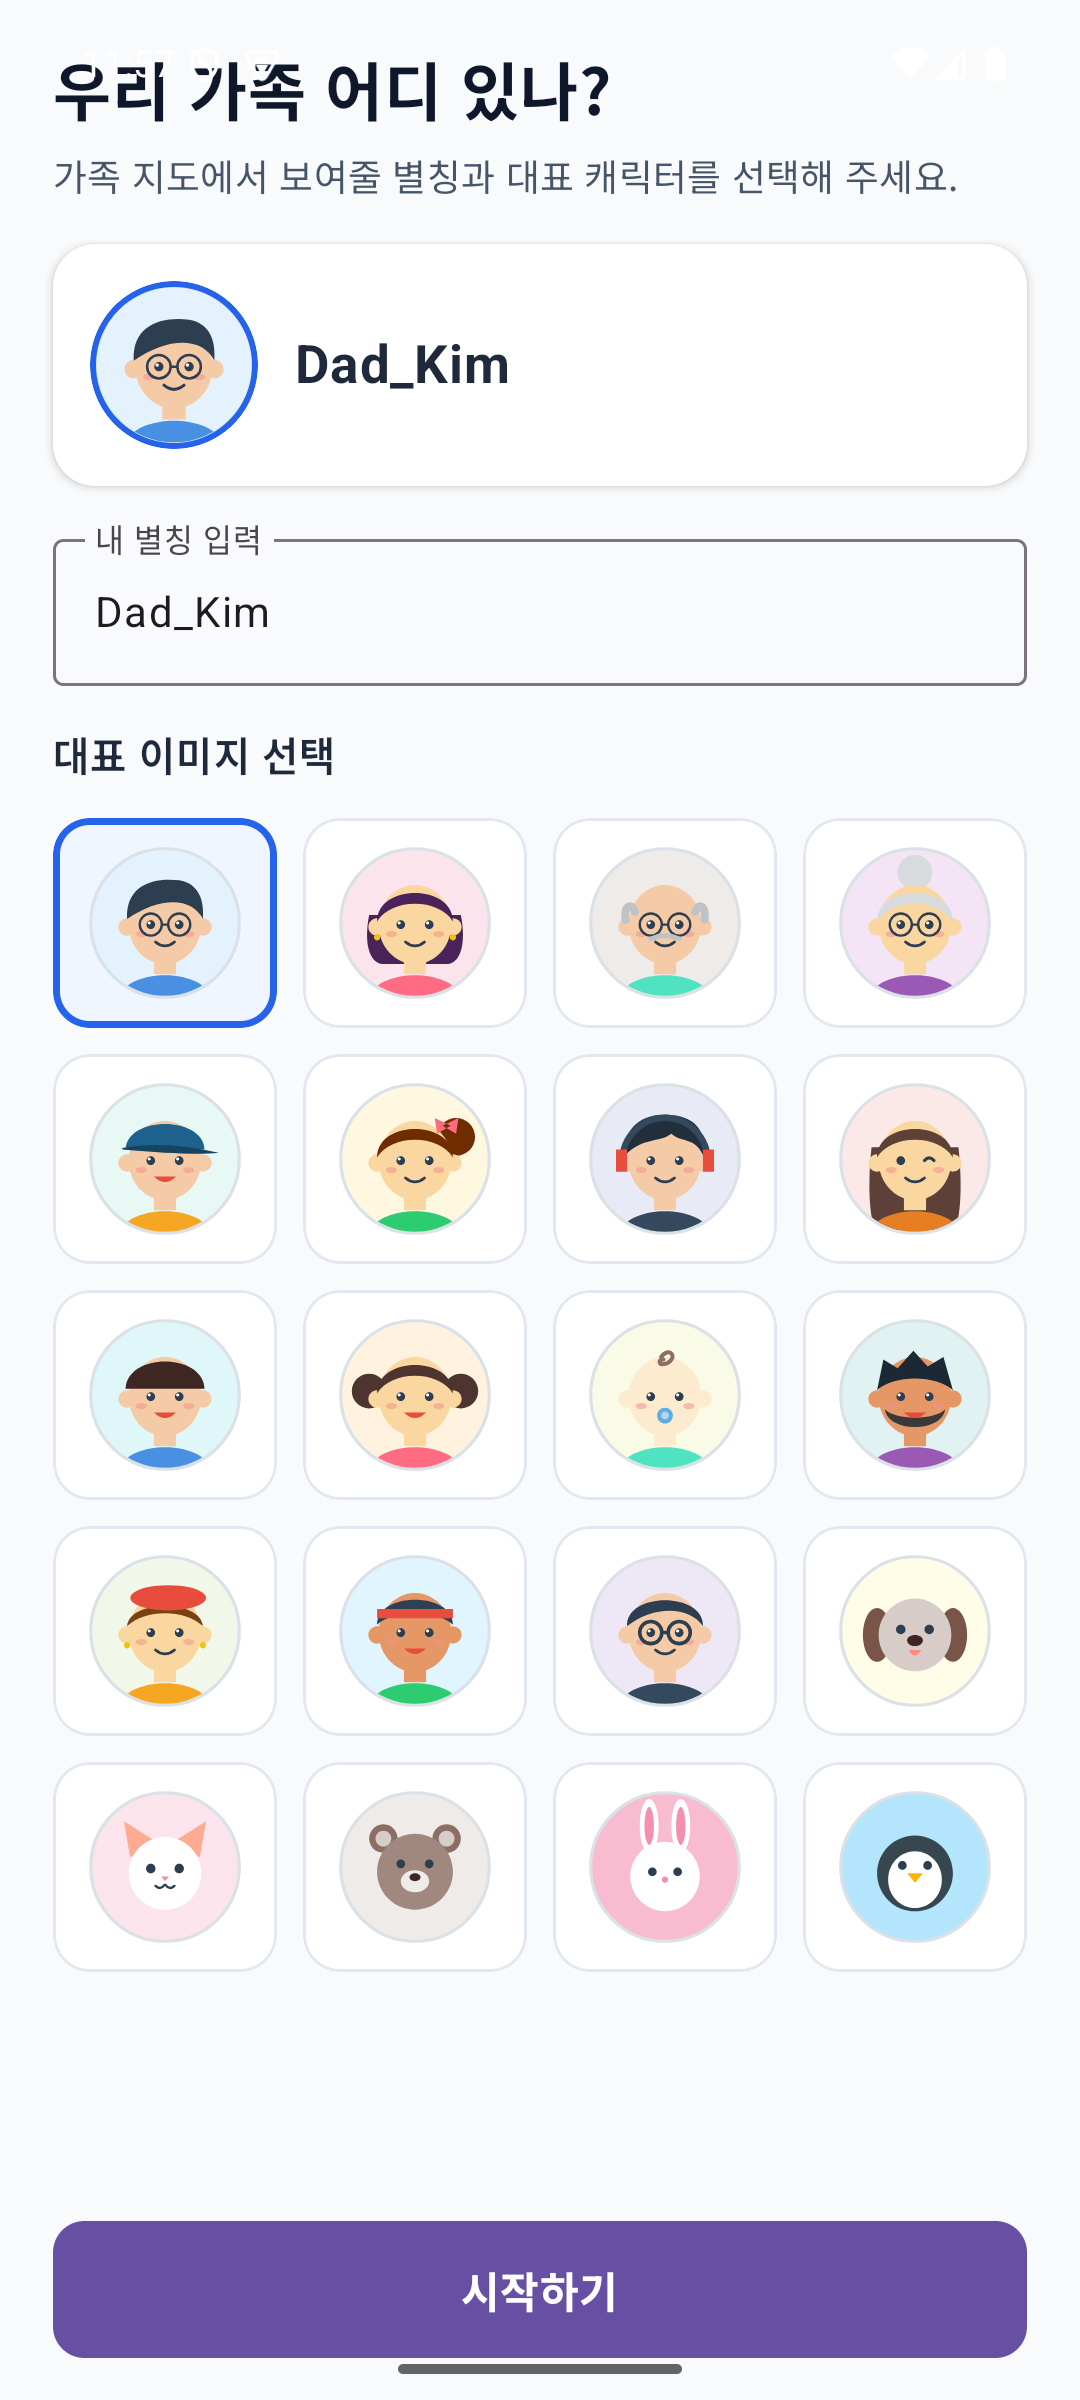 우리 가족 어디 있나?
가족 지도에서 보여줄 별칭과 대표 캐릭터를 선택해 주세요.
Dad_Kim
내 별칭 입력
Dad_Kim
대표 이미지 선택
시작하기